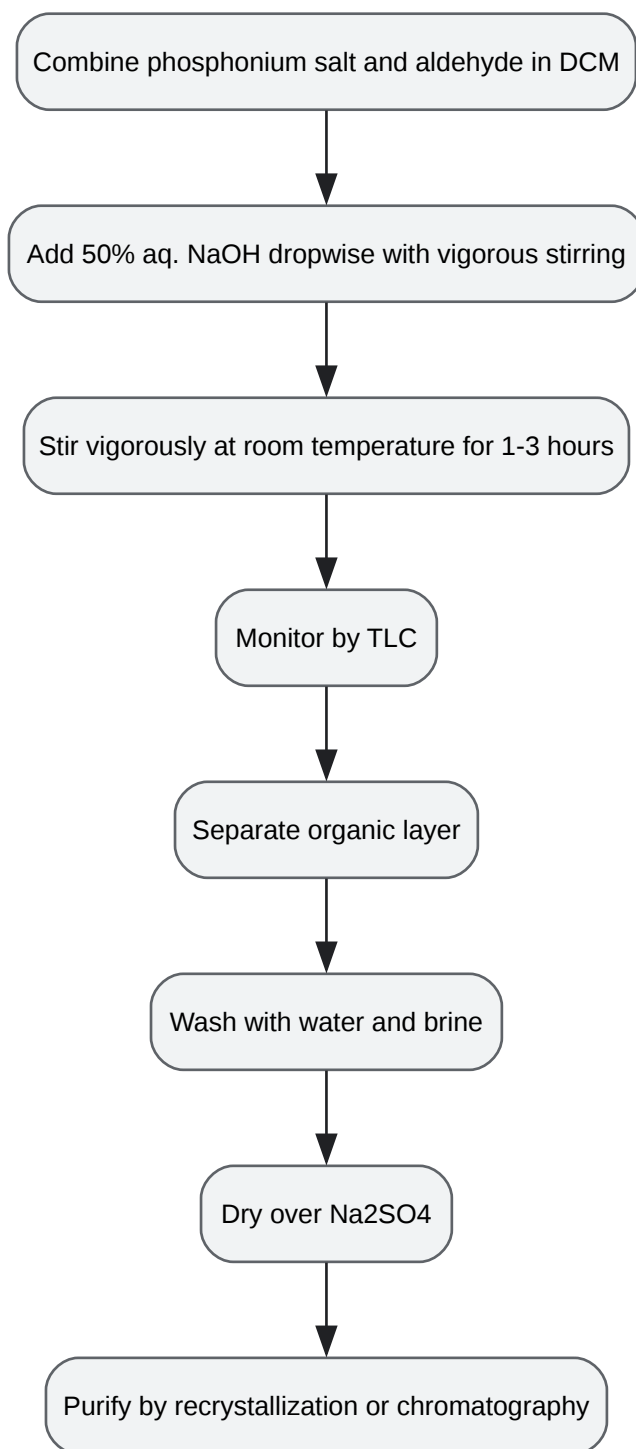 Combine phosphonium salt and aldehyde in DCM
Add 50% aq. NaOH dropwise with vigorous stirring
Stir vigorously at room temperature for 1-3 hours
Monitor by TLC
Separate organic layer
Wash with water and brine
Dry over Na2SO4
Purify by recrystallization or chromatography